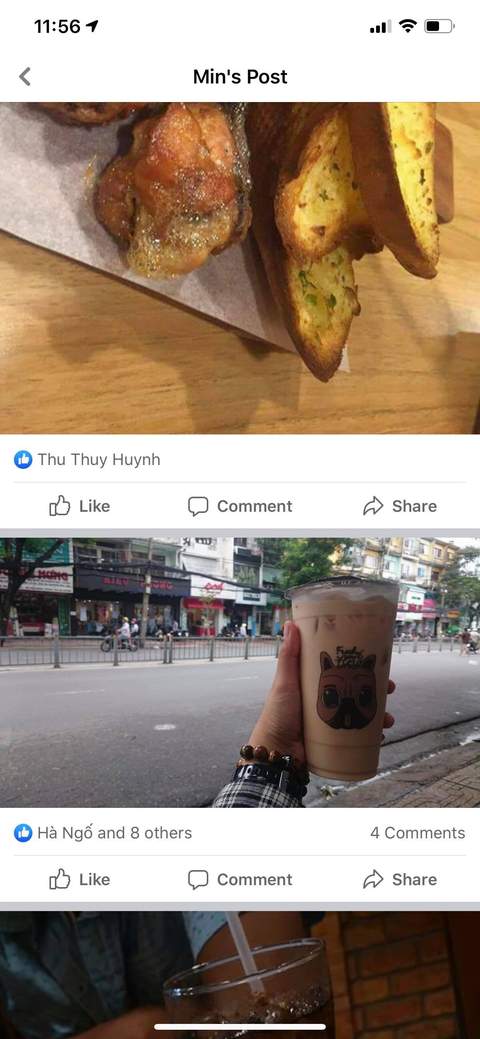 11:56
Min's Post
Thu Thuy Huynh
Like
Comment
Share
Hà Ngố and 8 others
4 Comments
Like
Comment
Share